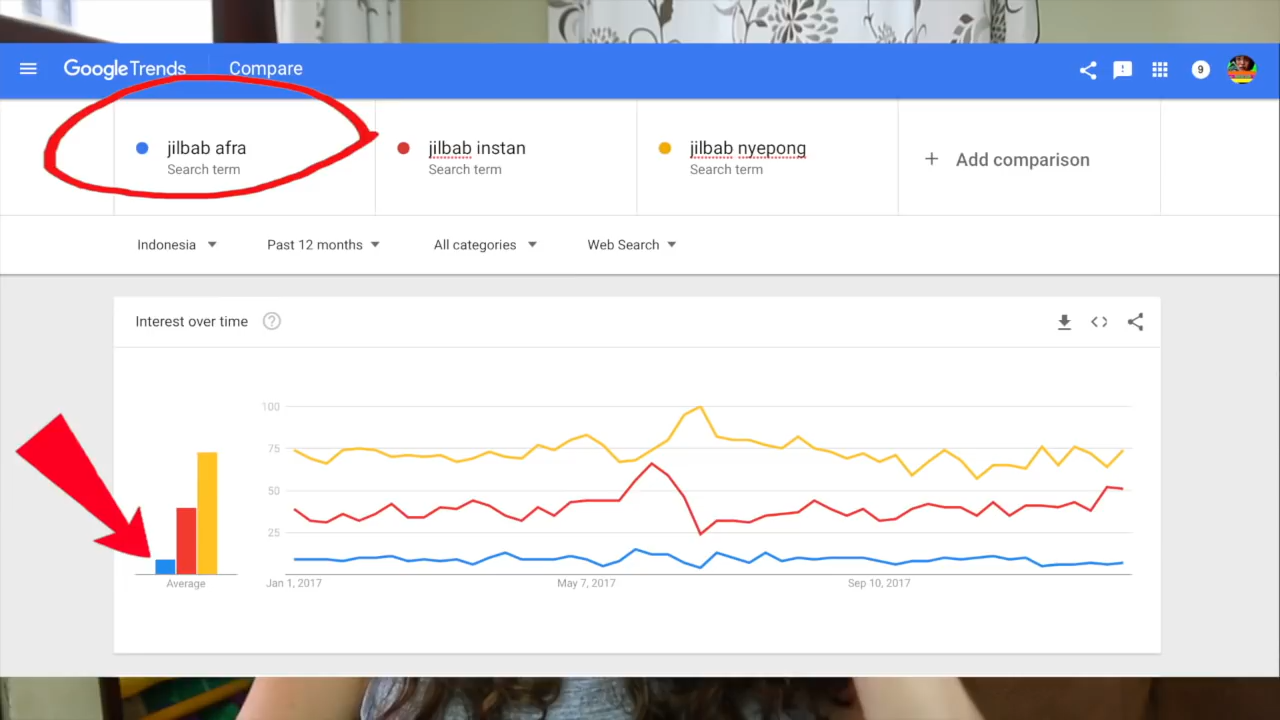 Google Trends Compare
9
jilbab afra
Search term
jilbab instan
Search term
jilbab nyepong
Search term
+ Add comparison
Indonesia
Past 12 months
All categories
Web Search
Interest over time ?
100
75
50
25
Average
Jan 1, 2017
May 7, 2017
Sep 10, 2017